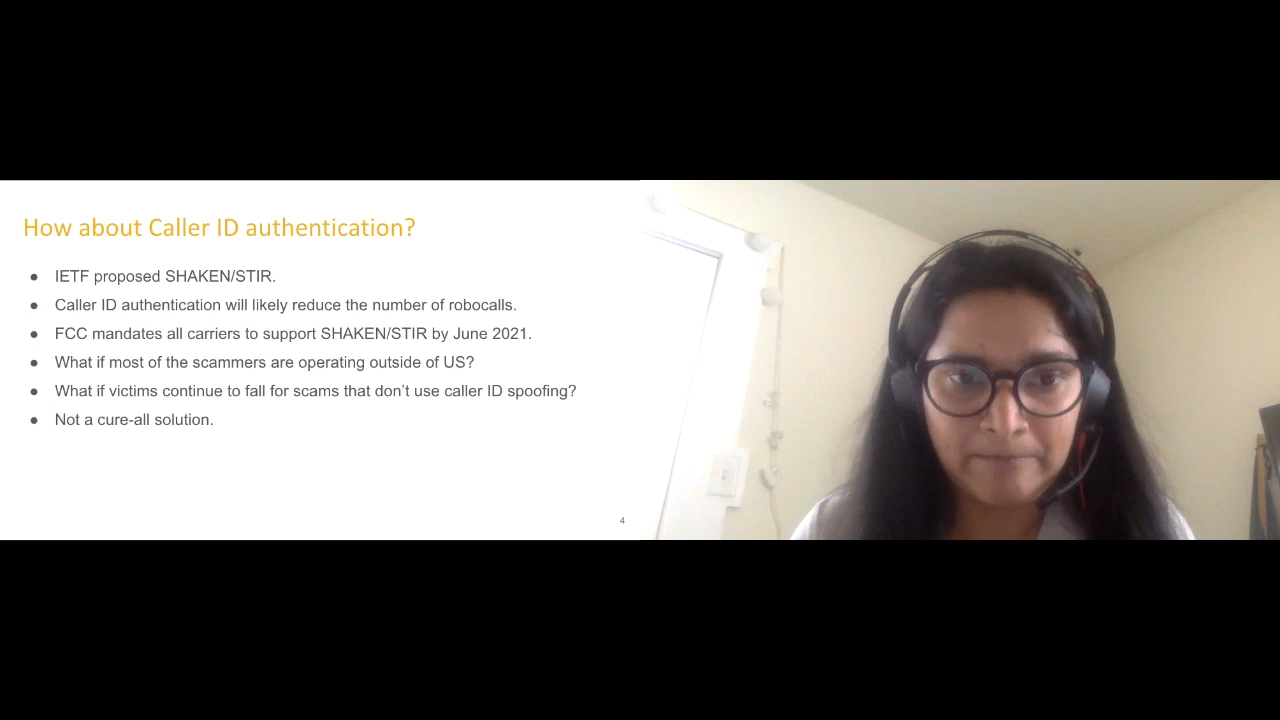 How about Caller ID authentication?
● IETF proposed SHAKEN/STIR.
● Caller ID authentication will likely reduce the number of robocalls.
● FCC mandates all carriers to support SHAKEN/STIR by June 2021.
● What if most of the scammers are operating outside of US?
● What if victims continue to fall for scams that don’t use caller ID spoofing?
● Not a cure-all solution.
4